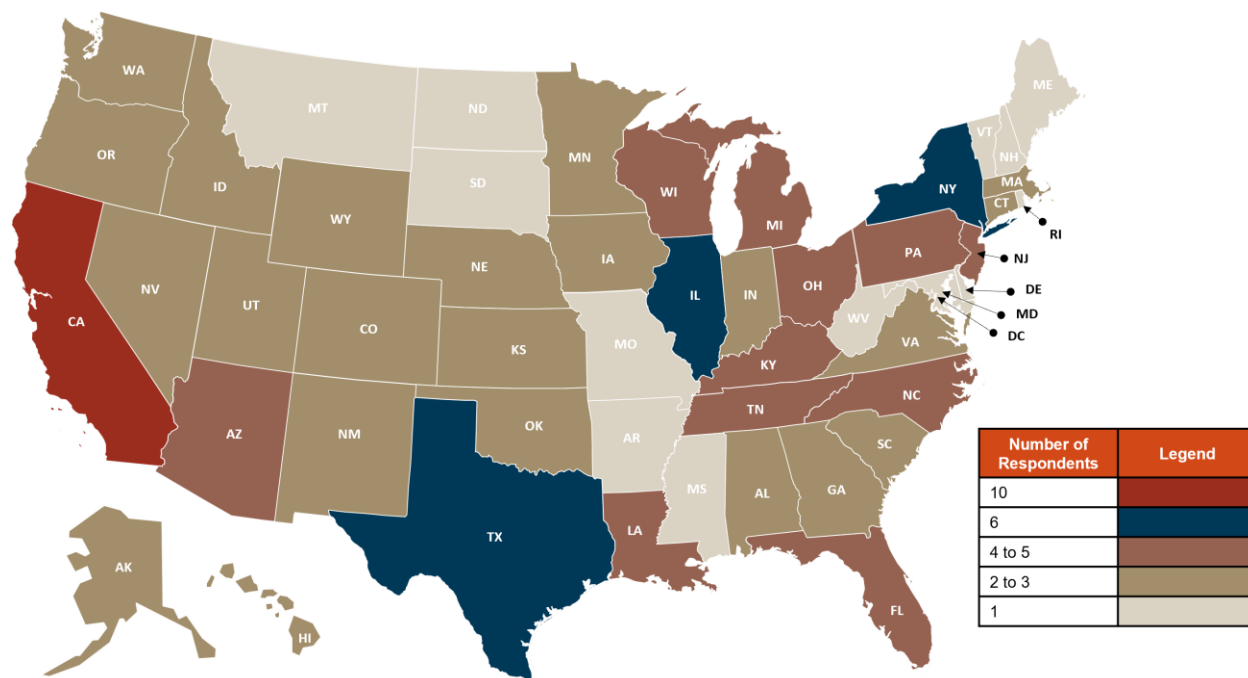 WA
MT
ND
ME
OR
ID
MN
VT
NH
SD
WI
NY
MA
CT
WY
MI
RI
IA
PA
NJ
NE
NV
UT
IL
IN
OH
DE
CA
CO
WV
MD
DC
KS
MO
VA
KY
NC
AZ
NM
OK
TN
AR
SC
MS
AL
GA
TX
LA
AK
HI
FL
Number of Respondents
Legend
10
6
4 to 5
2 to 3
1